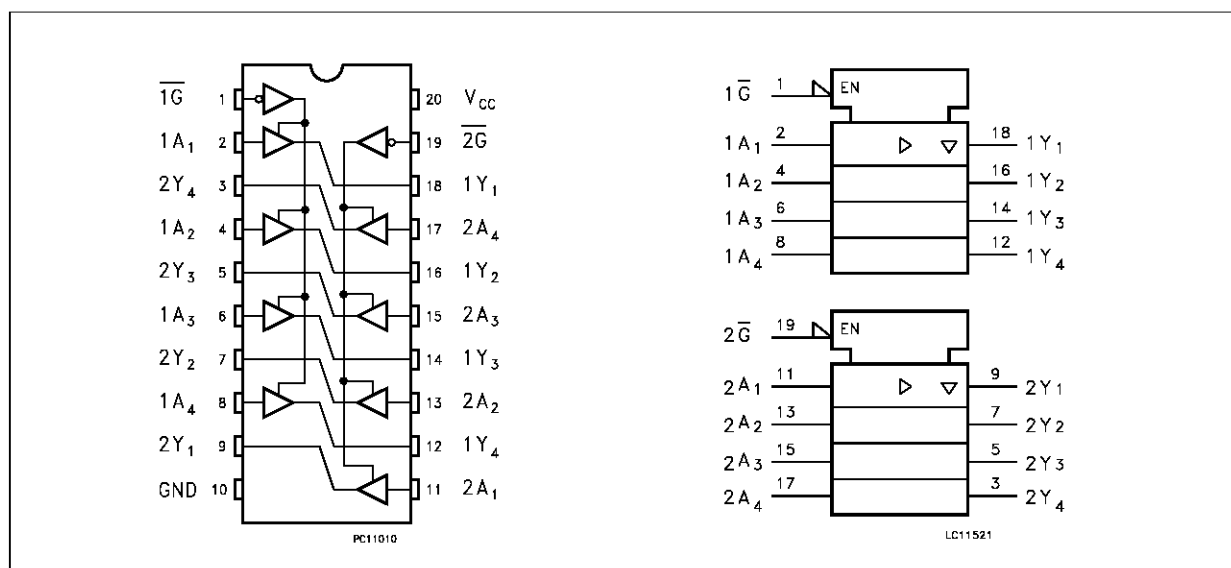 1G̅ 1 20 V_CC
1A₁ 2 19 2G̅
2Y₄ 3 18 1Y₁
1A₂ 4 17 2A₄
2Y₃ 5 16 1Y₂
1A₃ 6 15 2A₃
2Y₂ 7 14 1Y₃
1A₄ 8 13 2A₂
2Y₁ 9 12 1Y₄
GND 10 11 2A₁
PC11010
1G̅ 1 EN
1A₁ 2 18 1Y₁
1A₂ 4 16 1Y₂
1A₃ 6 14 1Y₃
1A₄ 8 12 1Y₄
2G̅ 19 EN
2A₁ 11 9 2Y₁
2A₂ 13 7 2Y₂
2A₃ 15 5 2Y₃
2A₄ 17 3 2Y₄
LC11521